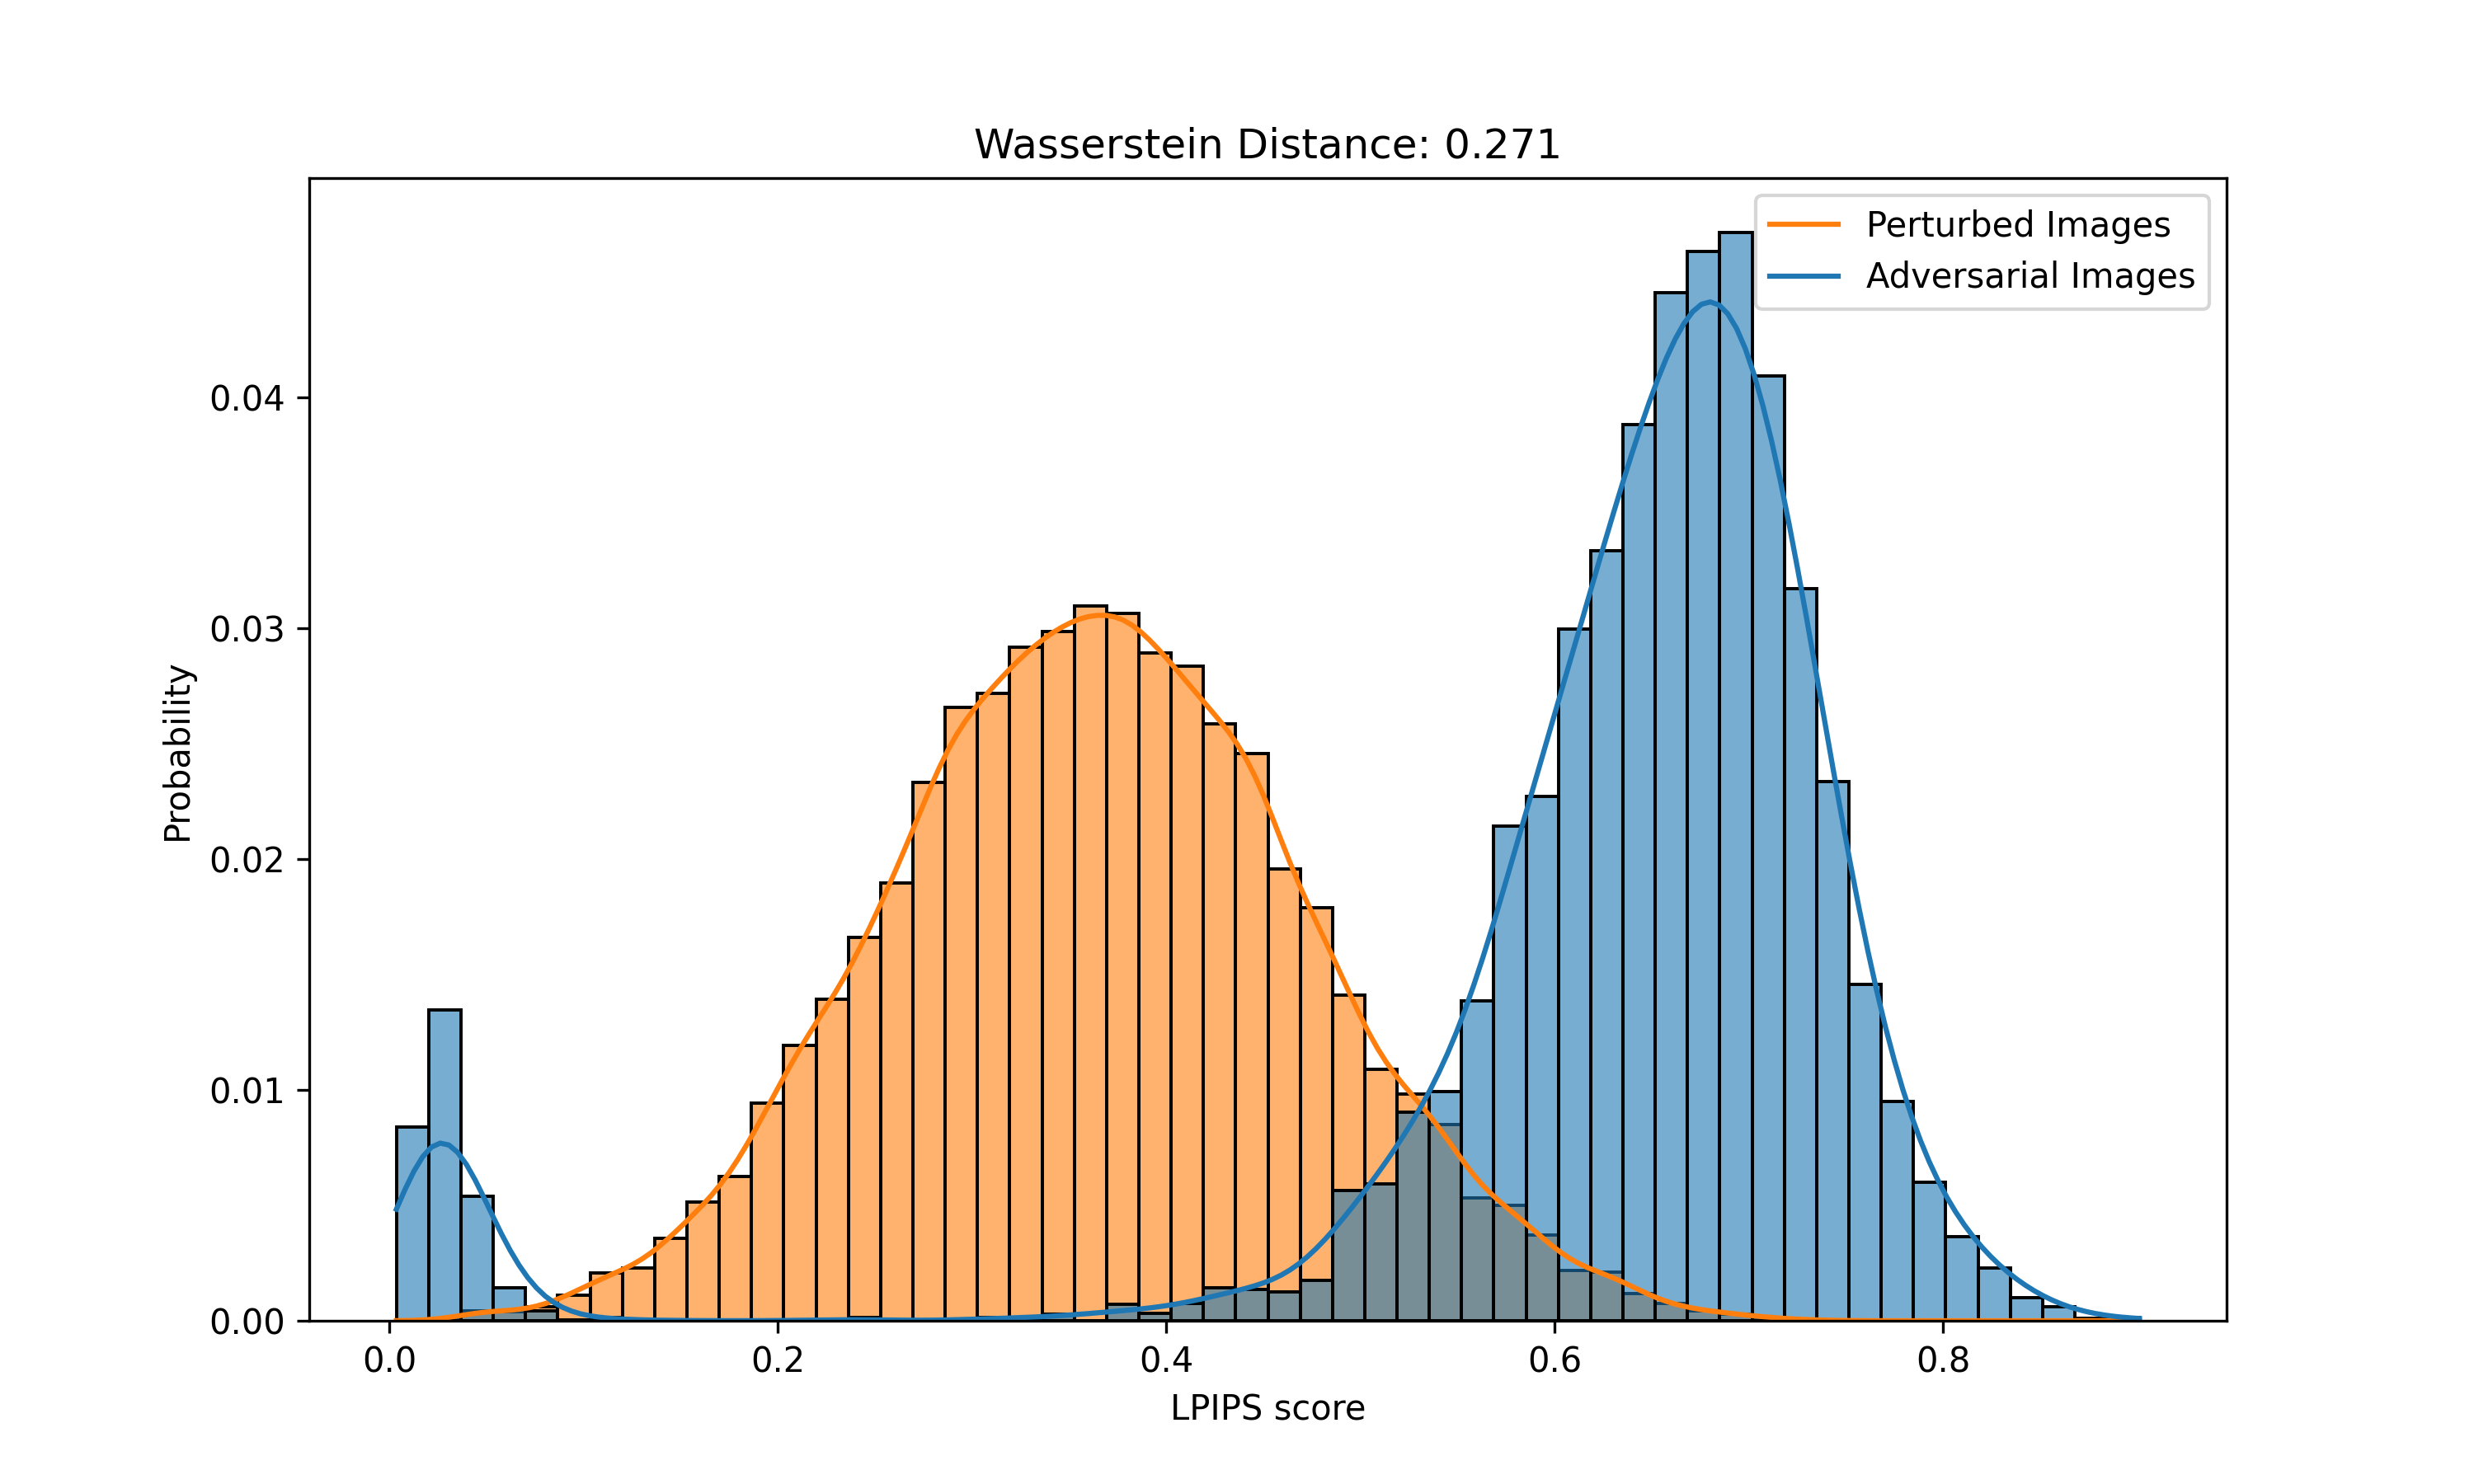 Wasserstein Distance: 0.271
Perturbed Images
Adversarial Images
0.04
0.03
0.02
0.01
0.00
Probability
0.0 0.2 0.4 0.6 0.8
LPIPS score